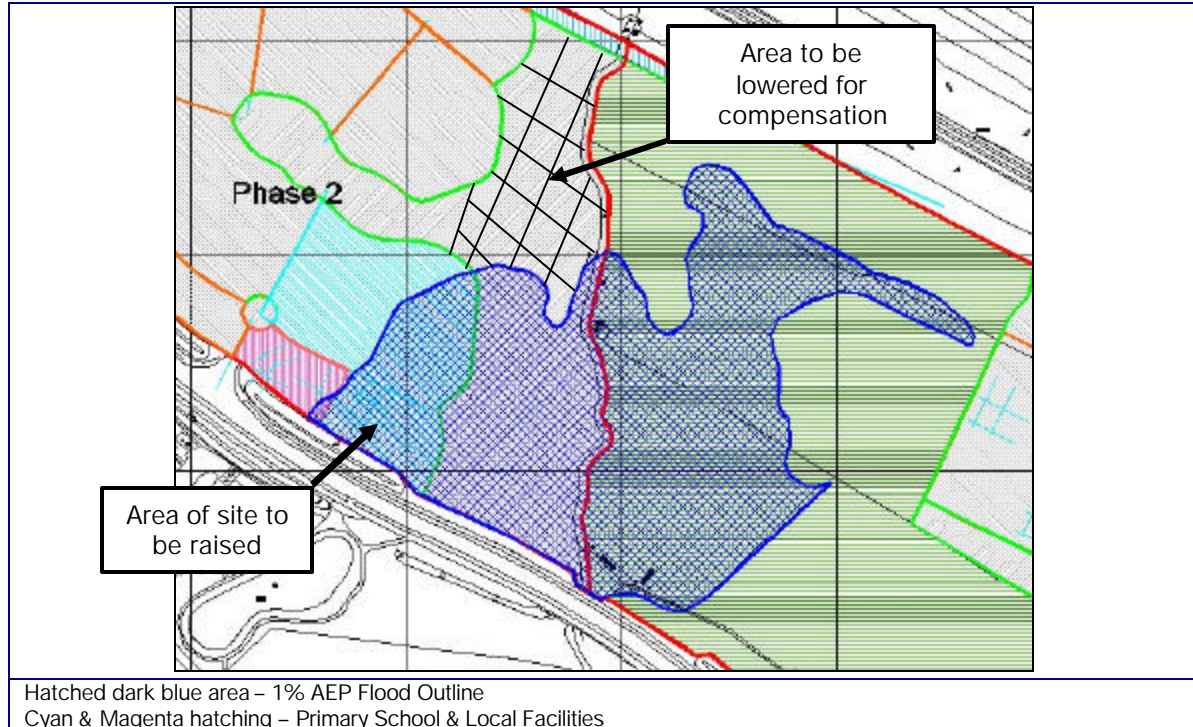 Area to be
lowered for
compensation
Phase 2
Area of site to
be raised
Hatched dark blue area – 1% AEP Flood Outline
Cyan & Magenta hatching – Primary School & Local Facilities